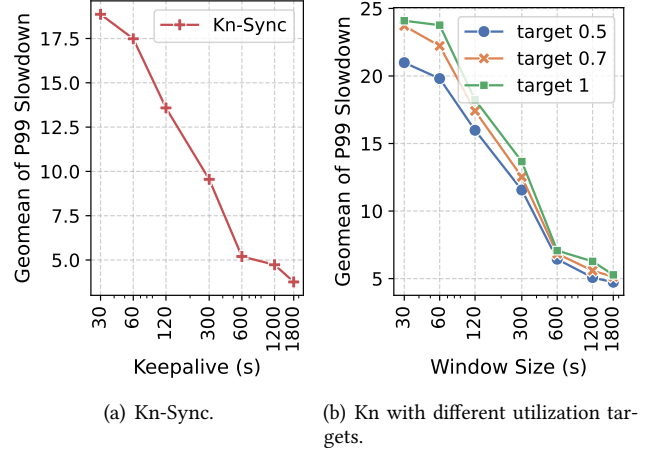 Geomean of P99 Slowdown
17.5
15.0
12.5
10.0
7.5
5.0
Kn-Sync
30
60
120
300
600
1200
1800
Keepalive (s)
(a) Kn-Sync.
Geomean of P99 Slowdown
25
20
15
10
5
target 0.5
target 0.7
target 1
30
60
120
300
600
1200
1800
Window Size (s)
(b) Kn with different utilization tar-
gets.